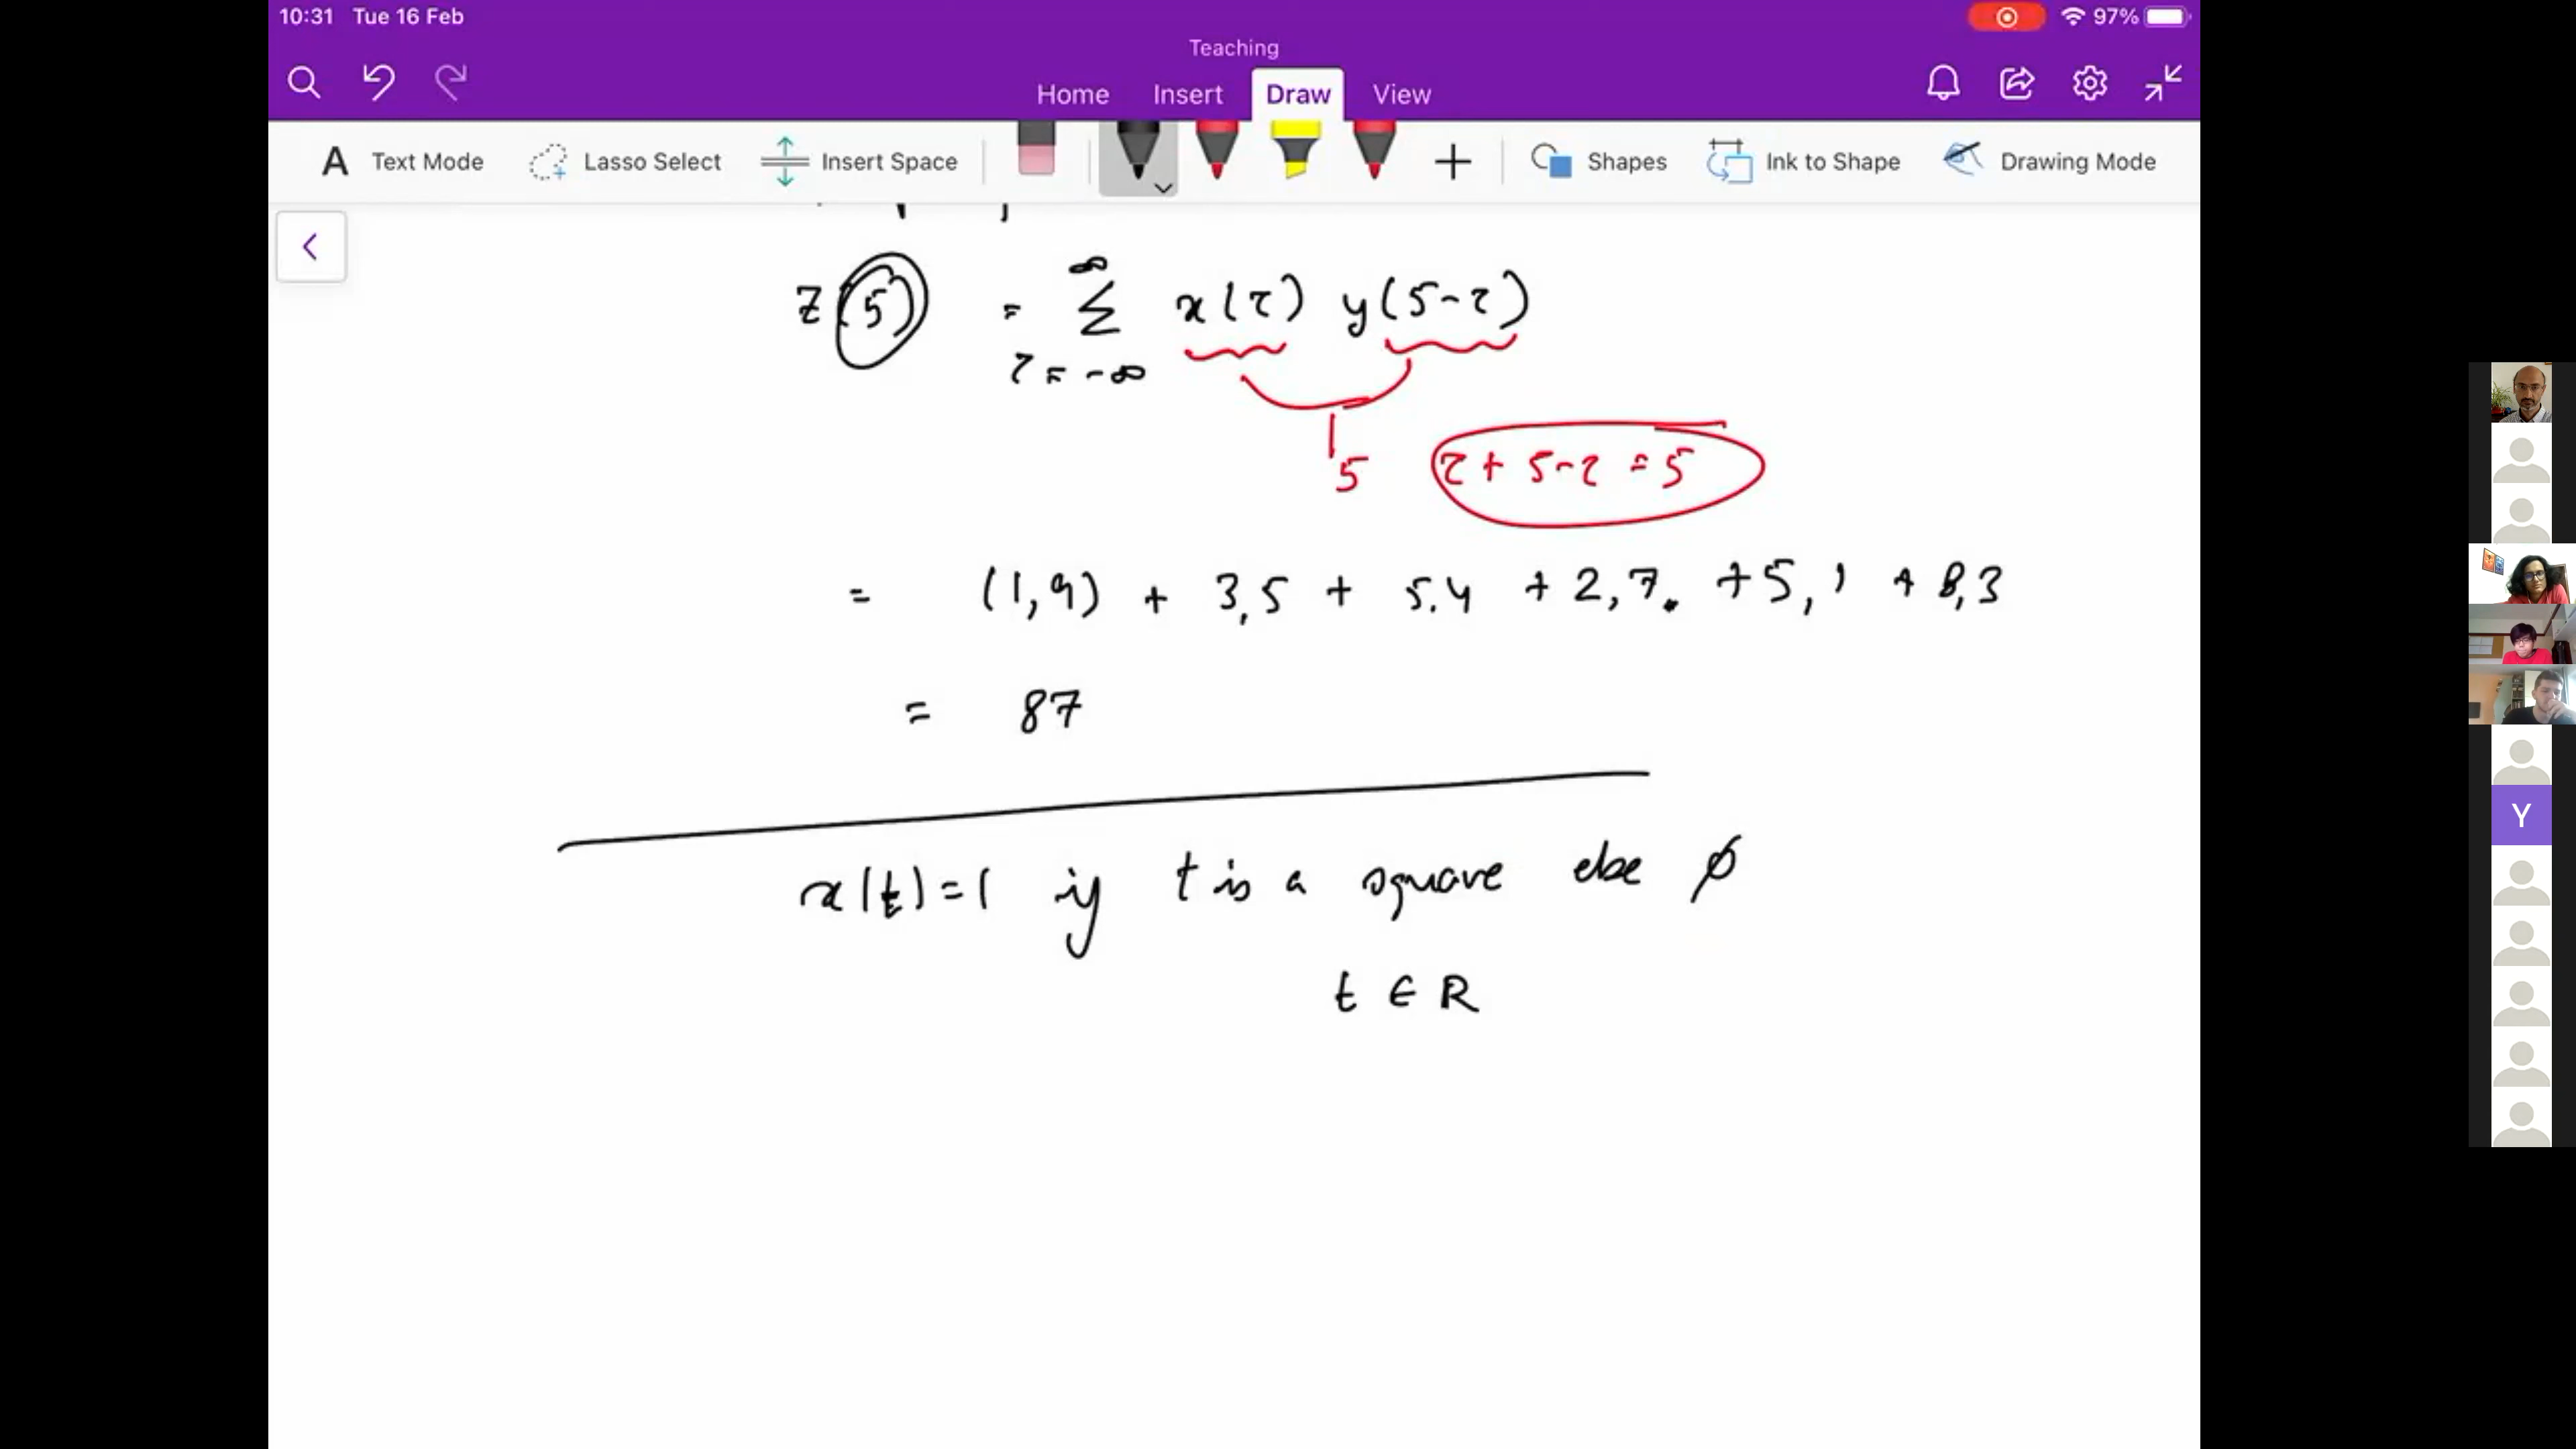 10:31 Tue 16 Feb 97%
Teaching
Home Insert Draw View
A Text Mode Lasso Select Insert Space Shapes Ink to Shape Drawing Mode
∞
z(5) = Σ x(τ) y(5-τ)
τ = -∞
5 τ + 5-τ = 5
= (1,9) + 3,5 + 5.4 + 2,7. + 5,1 + 8,3
= 87
x(t)=1 if t is a square else ϕ
t ∈ R
Y